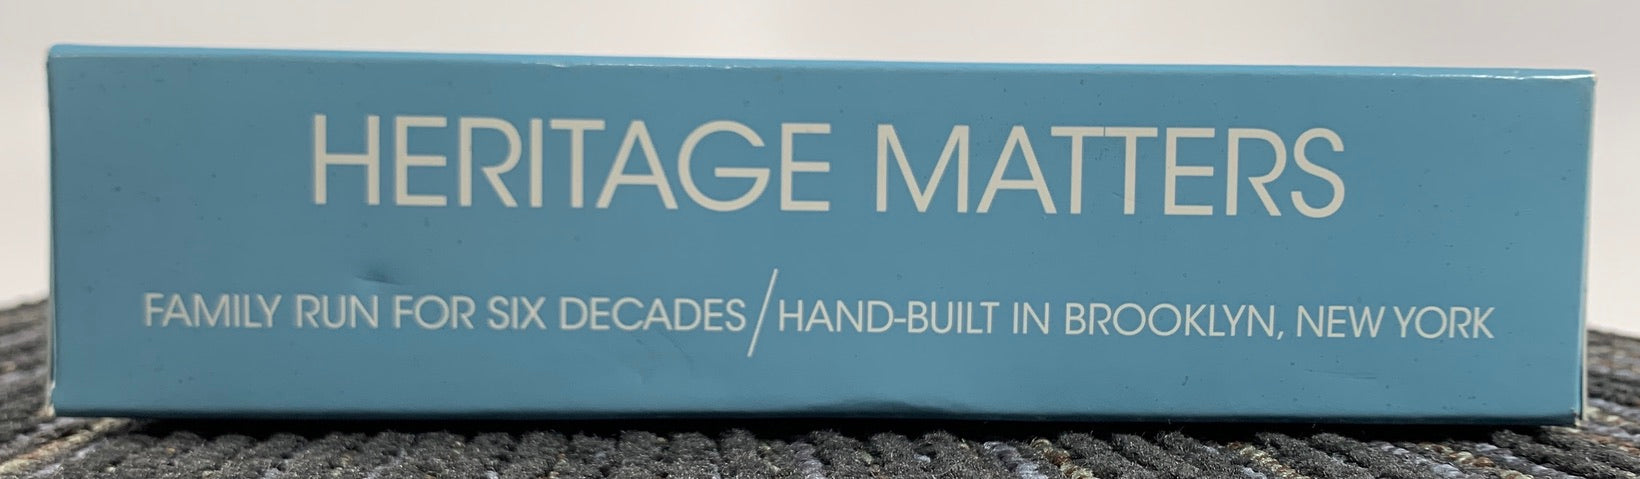 HERITAGE MATTERS
FAMILY RUN FOR SIX DECADES/HAND-BUILT IN BROOKLYN, NEW YORK